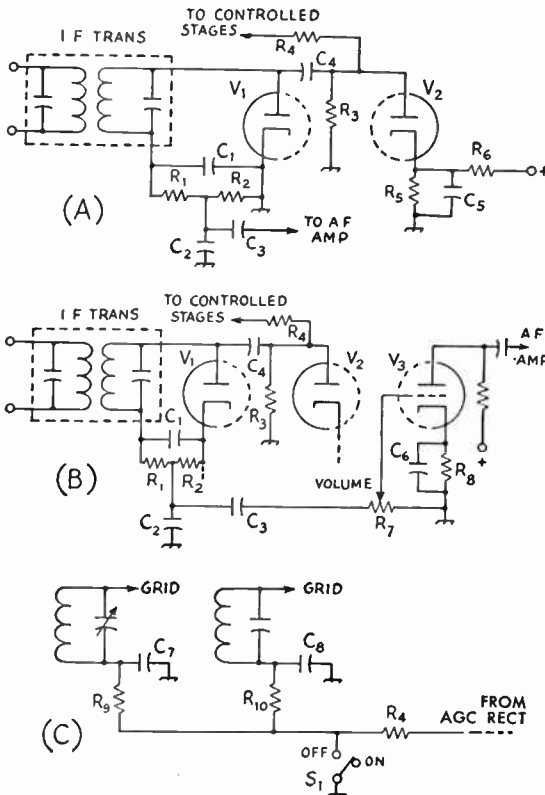 TO CONTROLLED
STAGES
R4
I F TRANS
C4
V1
V2
R3
R6
+
C1
R1
R2
R5
C5
(A)
C2
C3
TO AF
AMP
I F TRANS
TO CONTROLLED
STAGES
R4
AF
AMP
V1
C4
V2
V3
R3
C1
C6
+
(B)
R1
R2
VOLUME
R8
C2
C3
R7
GRID
GRID
C7
C8
R9
R10
FROM
AGC RECT
R4
(C)
OFF
ON
S1